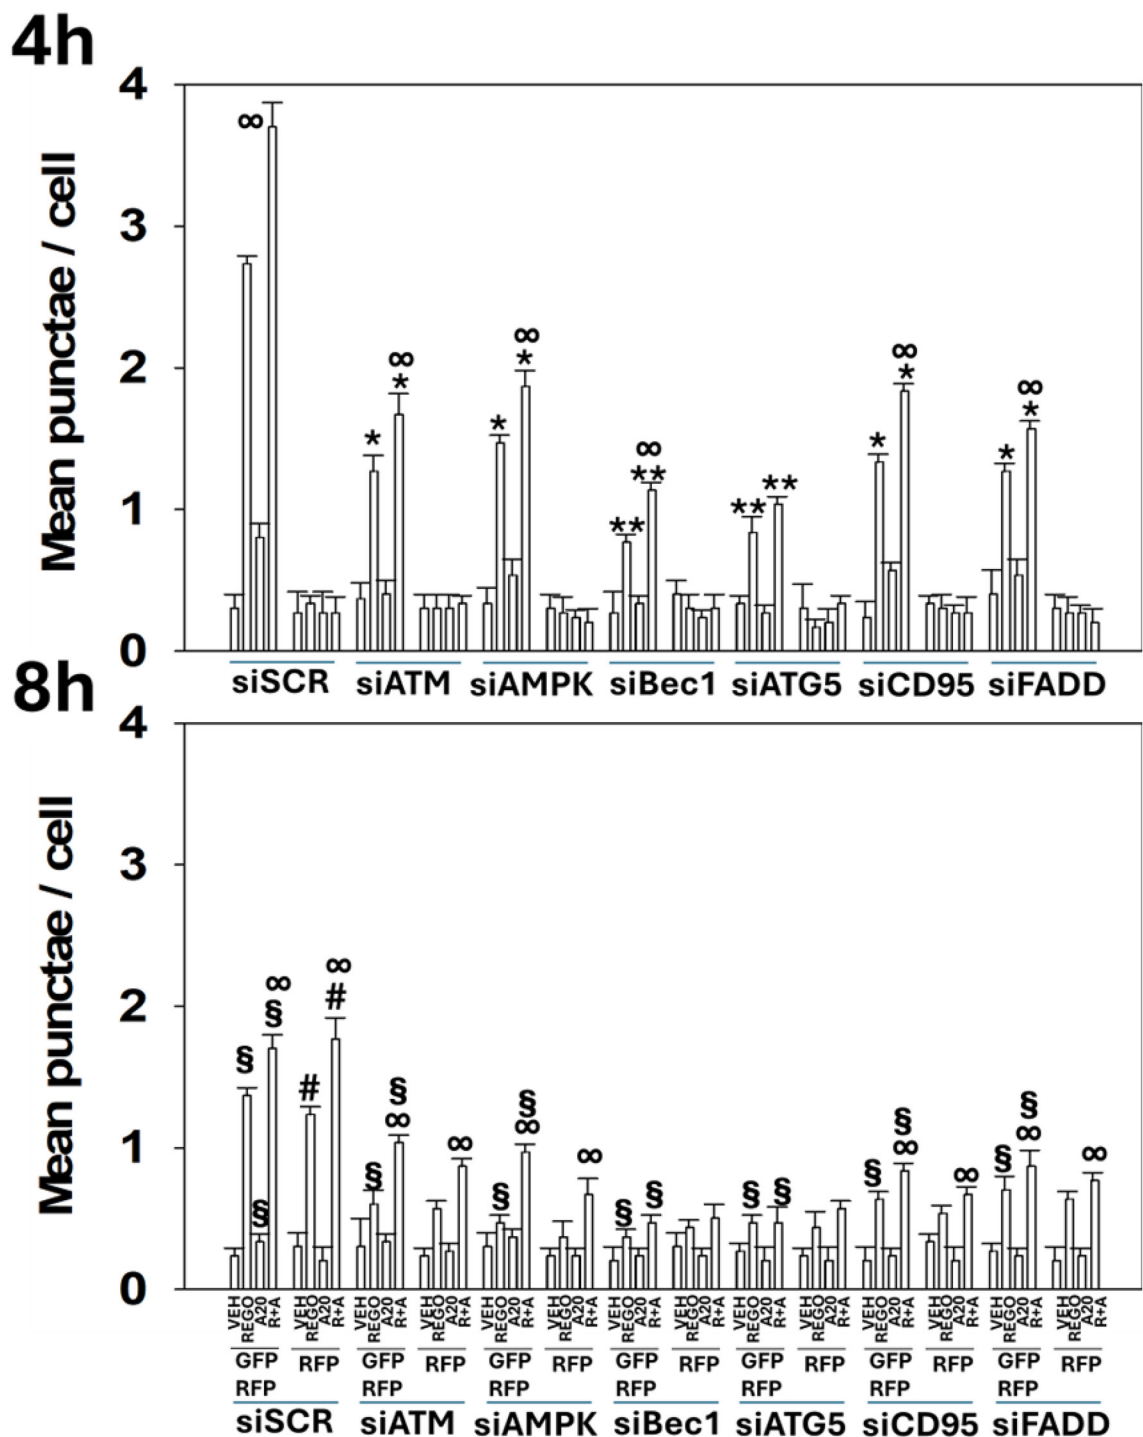 4h
Mean punctae / cell
4
3
2
1
0
∞
* * ∞
* * ∞
** ** ∞
** **
* * ∞
* * ∞
siSCR siATM siAMPK siBec1 siATG5 siCD95 siFADD
8h
Mean punctae / cell
4
3
2
1
0
§ § § ∞ # # ∞
§ § ∞ ∞
§ § ∞ ∞
§ §
§ §
§ § ∞ ∞
§ § ∞ ∞
VEH REGO A20 R+A VEH REGO A20 R+A VEH REGO A20 R+A VEH REGO A20 R+A VEH REGO A20 R+A VEH REGO A20 R+A VEH REGO A20 R+A VEH REGO A20 R+A VEH REGO A20 R+A VEH REGO A20 R+A VEH REGO A20 R+A VEH REGO A20 R+A VEH REGO A20 R+A VEH REGO A20 R+A
GFP RFP GFP RFP GFP RFP GFP RFP GFP RFP GFP RFP GFP RFP
RFP RFP RFP RFP RFP RFP RFP
siSCR siATM siAMPK siBec1 siATG5 siCD95 siFADD